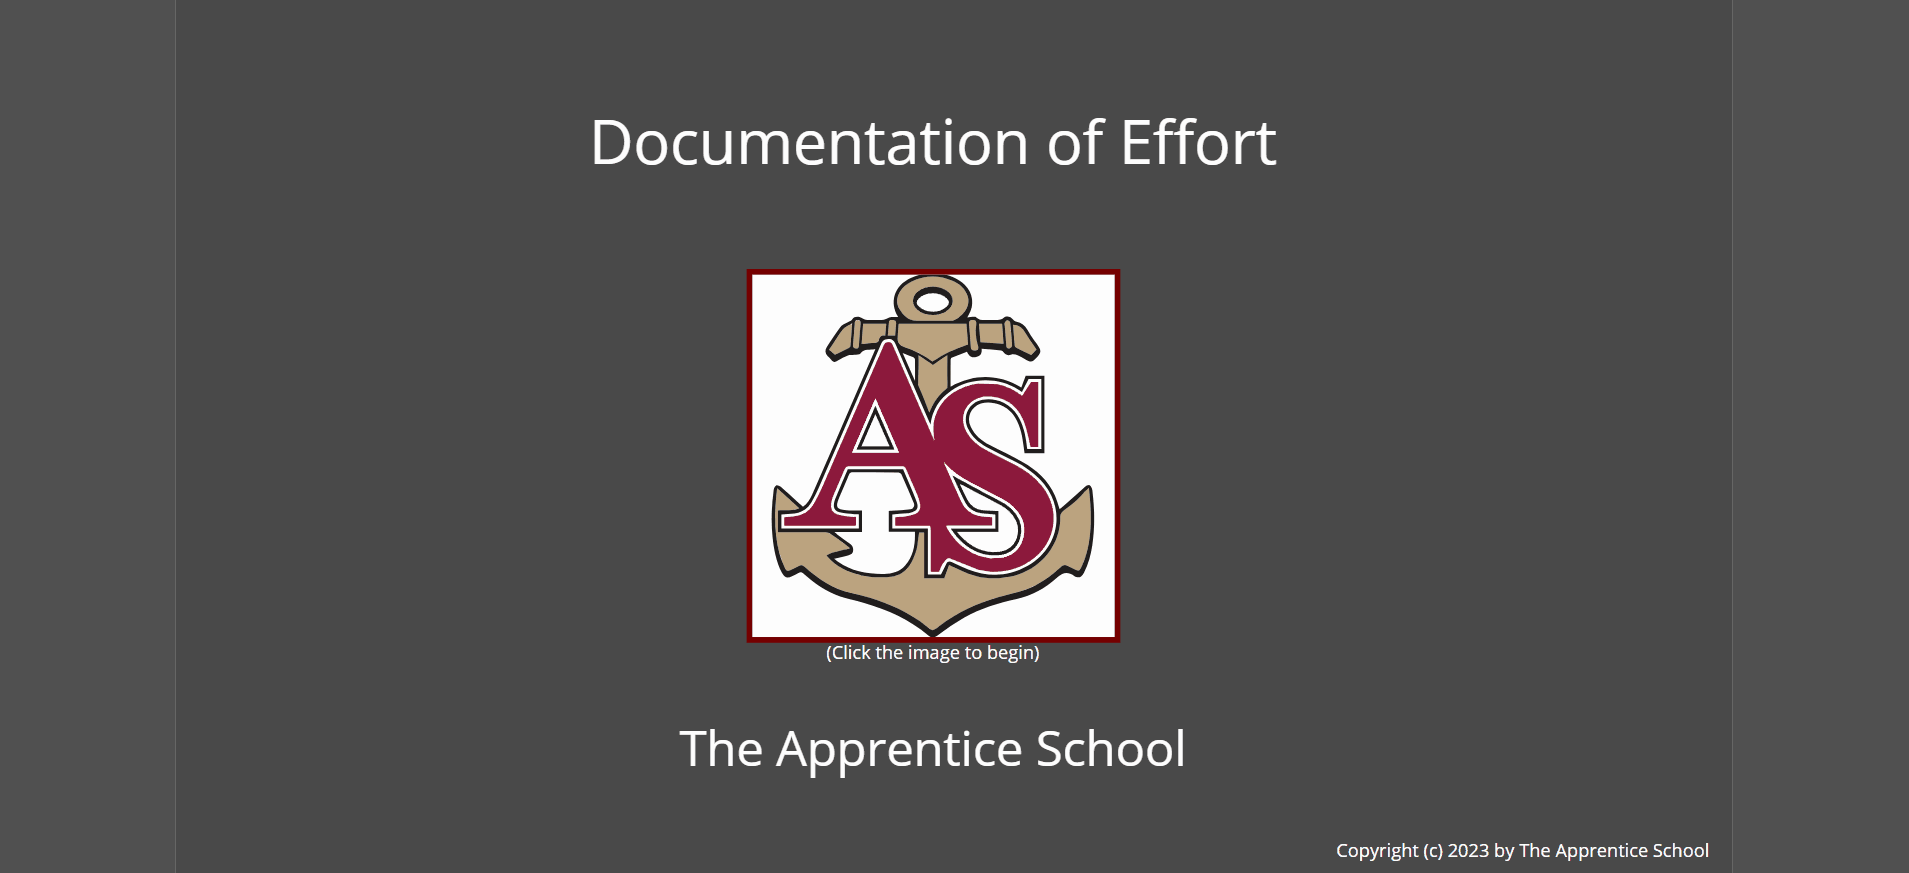 Documentation of Effort
AS
(Click the image to begin)
The Apprentice School
Copyright (c) 2023 by The Apprentice School